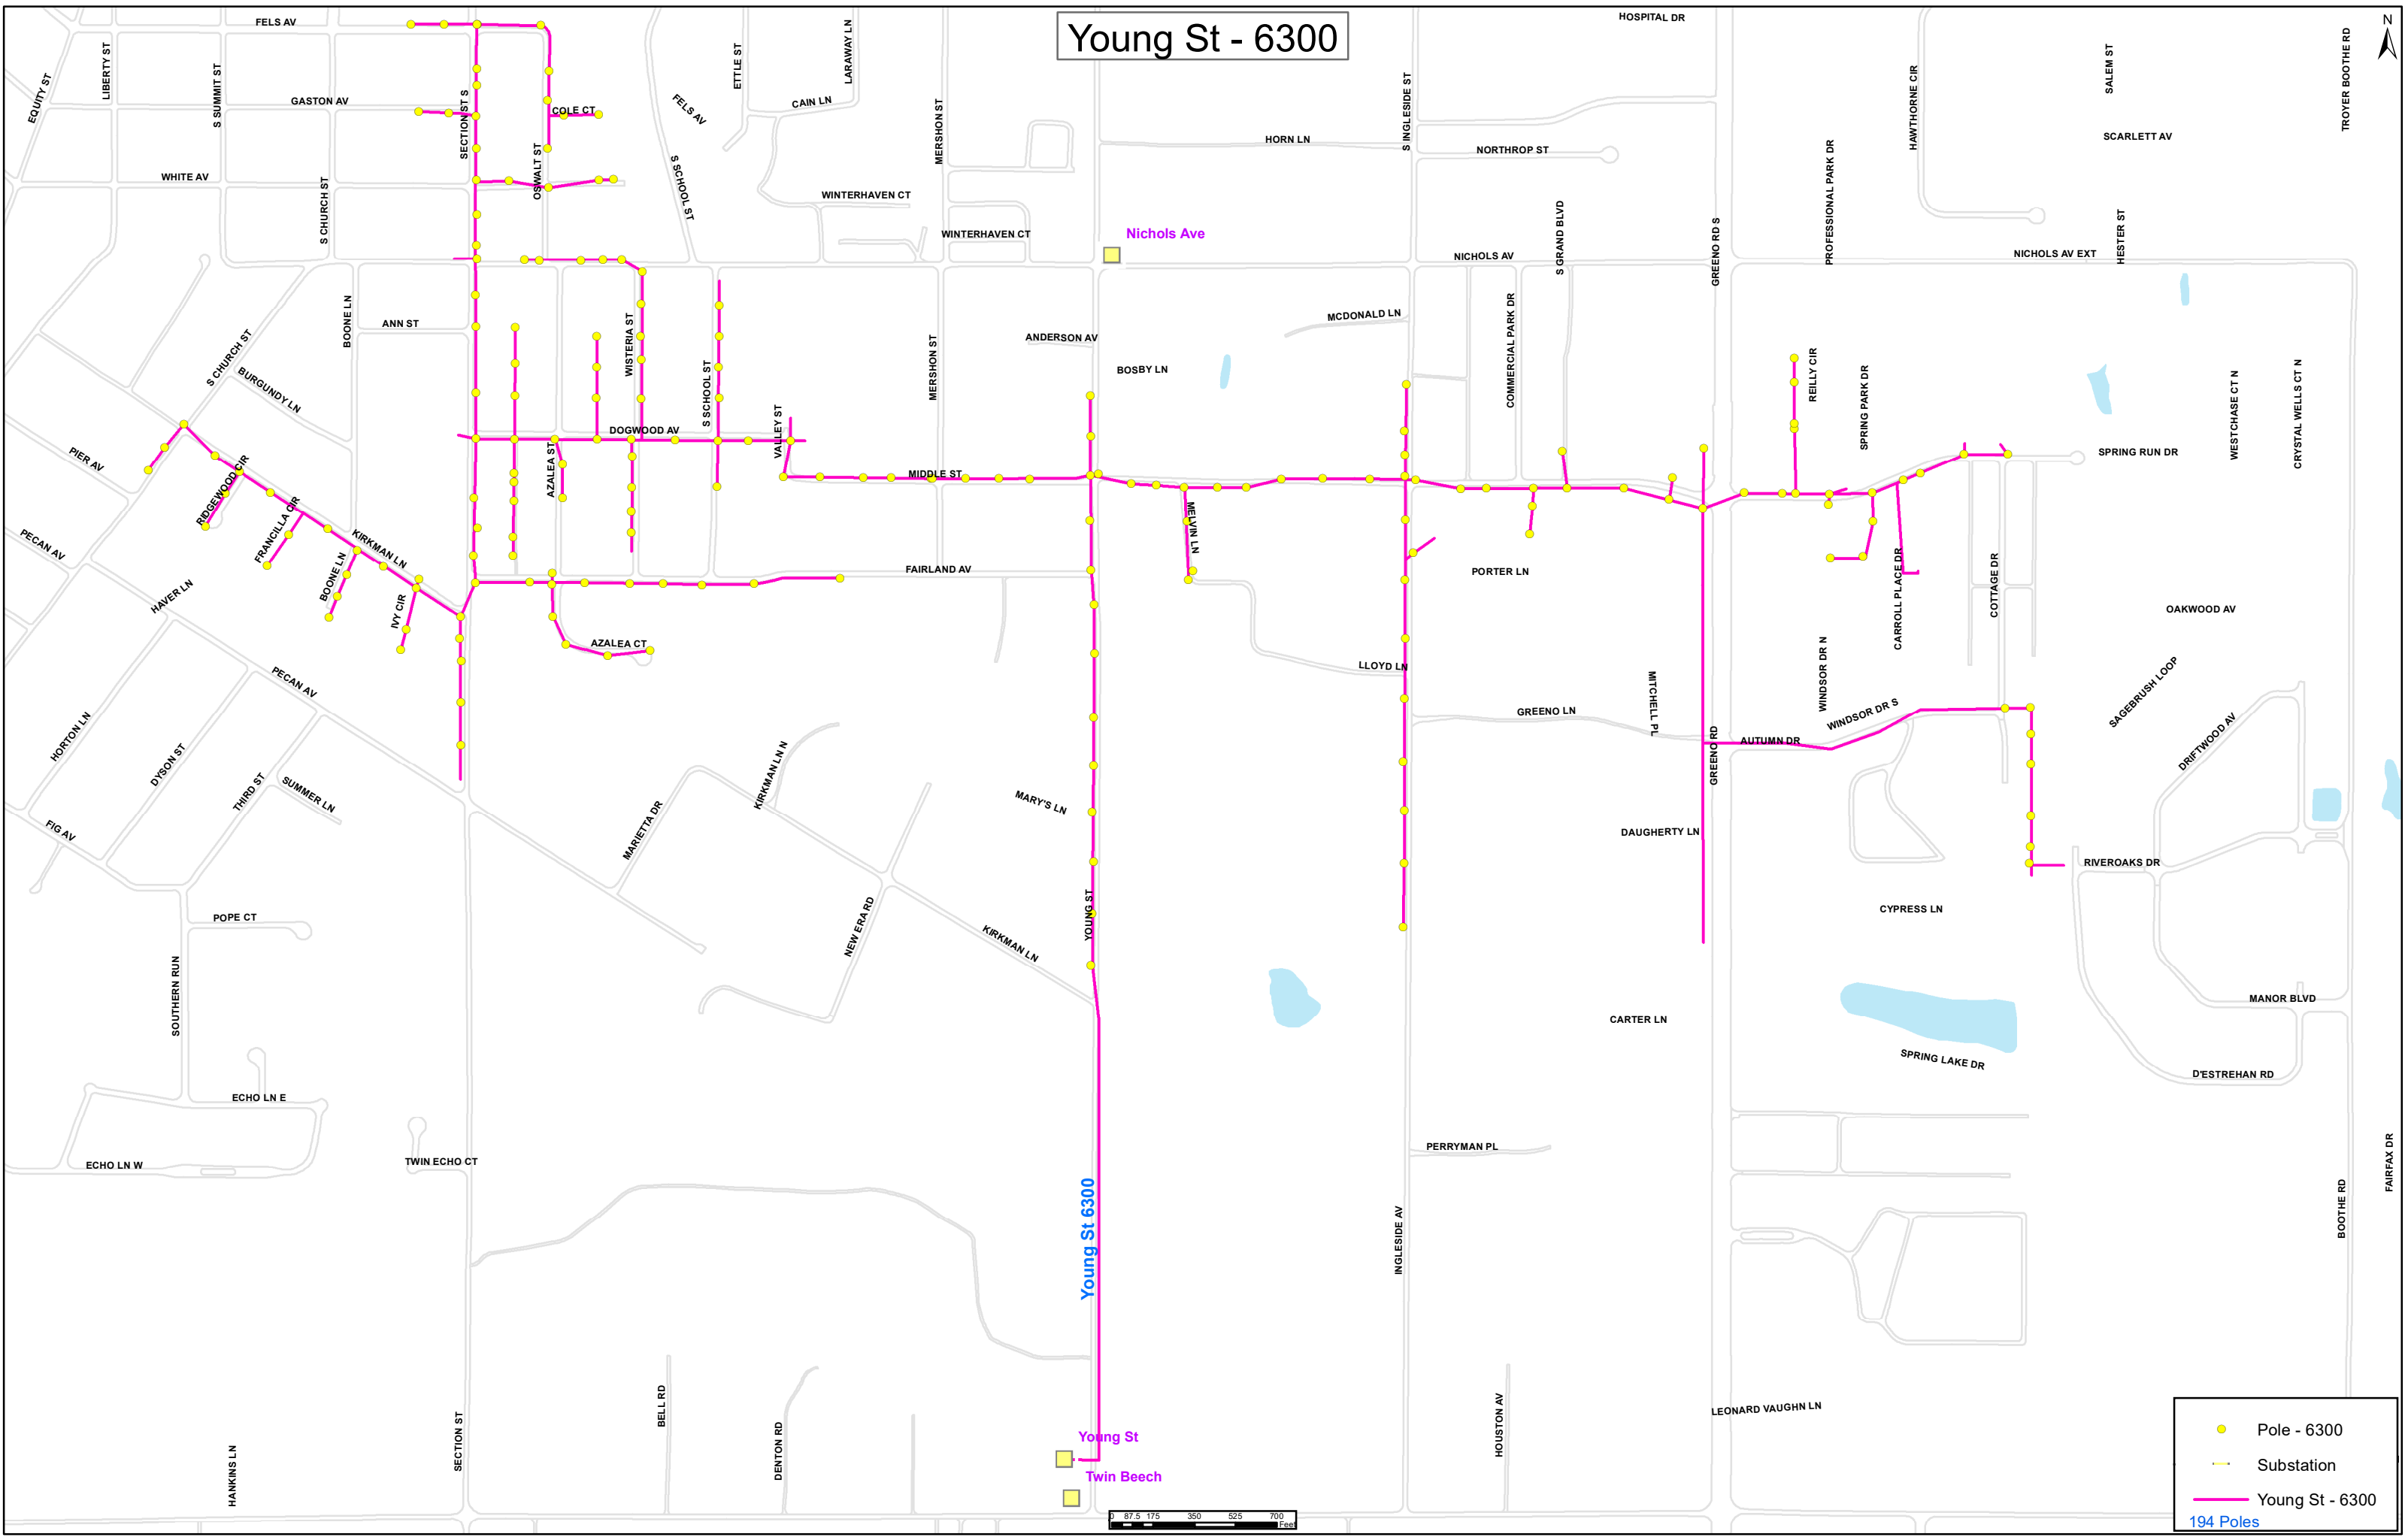 Young St - 6300
N
FELS AV
LIBERTY ST
S SUMMIT ST
EQUITY ST
GASTON AV
SECTION ST S
COLE CT
OSWALT ST
WHITE AV
S CHURCH ST
FELS AV
ETTLE ST
LARAWAY LN
CAIN LN
S SCHOOL ST
MERSHON ST
WINTERHAVEN CT
WINTERHAVEN CT
HORN LN
S INGLESIDE ST
NORTHROP ST
HOSPITAL DR
S GRAND BLVD
GREENO RD S
PROFESSIONAL PARK DR
HAWTHORNE CIR
SALEM ST
SCARLETT AV
TROYER BOOTHE RD
HESTER ST
Nichols Ave
NICHOLS AV
NICHOLS AV EXT
BOONE LN
ANN ST
S CHURCH ST
BURGUNDY LN
WISTERIA ST
S SCHOOL ST
MERSHON ST
ANDERSON AV
BOSBY LN
MCDONALD LN
COMMERCIAL PARK DR
REILLY CIR
SPRING PARK DR
WESTCHASE CT N
CRYSTAL WELLS CT N
DOGWOOD AV
VALLEY ST
AZALEA ST
MIDDLE ST
SPRING RUN DR
PIER AV
RIDGEWOOD CIR
FRANCILLA CIR
KIRKMAN LN
PECAN AV
BOONE LN
IVY CIR
HAVER LN
MELVIN LN
FAIRLAND AV
AZALEA CT
PORTER LN
CARROLL PLACE DR
COTTAGE DR
OAKWOOD AV
LLOYD LN
PECAN AV
GREENO LN
MITCHELL PL
WINDSOR DR N
WINDSOR DR S
AUTUMN DR
GREENO RD
SAGEBRUSH LOOP
DRIFTWOOD AV
HORTON LN
DYSON ST
THIRD ST
SUMMER LN
FIG AV
KIRKMAN LN N
MARIETTA DR
MARY'S LN
DAUGHERTY LN
RIVEROAKS DR
POPE CT
NEW ERA RD
YOUNG ST
KIRKMAN LN
CYPRESS LN
SOUTHERN RUN
CARTER LN
MANOR BLVD
SPRING LAKE DR
D'ESTREHAN RD
ECHO LN E
ECHO LN W
TWIN ECHO CT
PERRYMAN PL
Young St 6300
INGLESIDE AV
FAIRFAX DR
BOOTHE RD
HANKINS LN
SECTION ST
BELL RD
DENTON RD
Young St
Twin Beech
HOUSTON AV
LEONARD VAUGHN LN
0 87.5 175 350 525 700
Feet
Pole - 6300
Substation
Young St - 6300
194 Poles